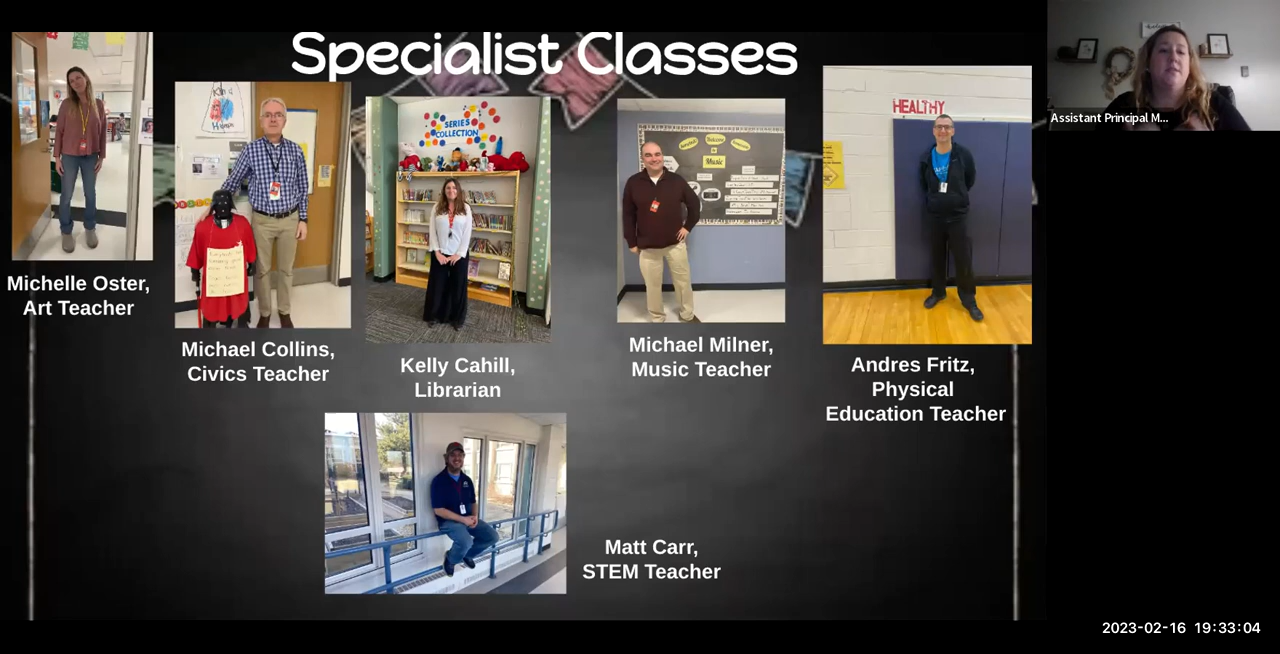 Specialist Classes
Assistant Principal M...
SERIES
COLLECTION
Welcome
to
Music
HEALTHY
Michelle Oster,
Art Teacher
Michael Collins,
Civics Teacher
Kelly Cahill,
Librarian
Michael Milner,
Music Teacher
Andres Fritz,
Physical
Education Teacher
Matt Carr,
STEM Teacher
2023-02-16 19:33:04